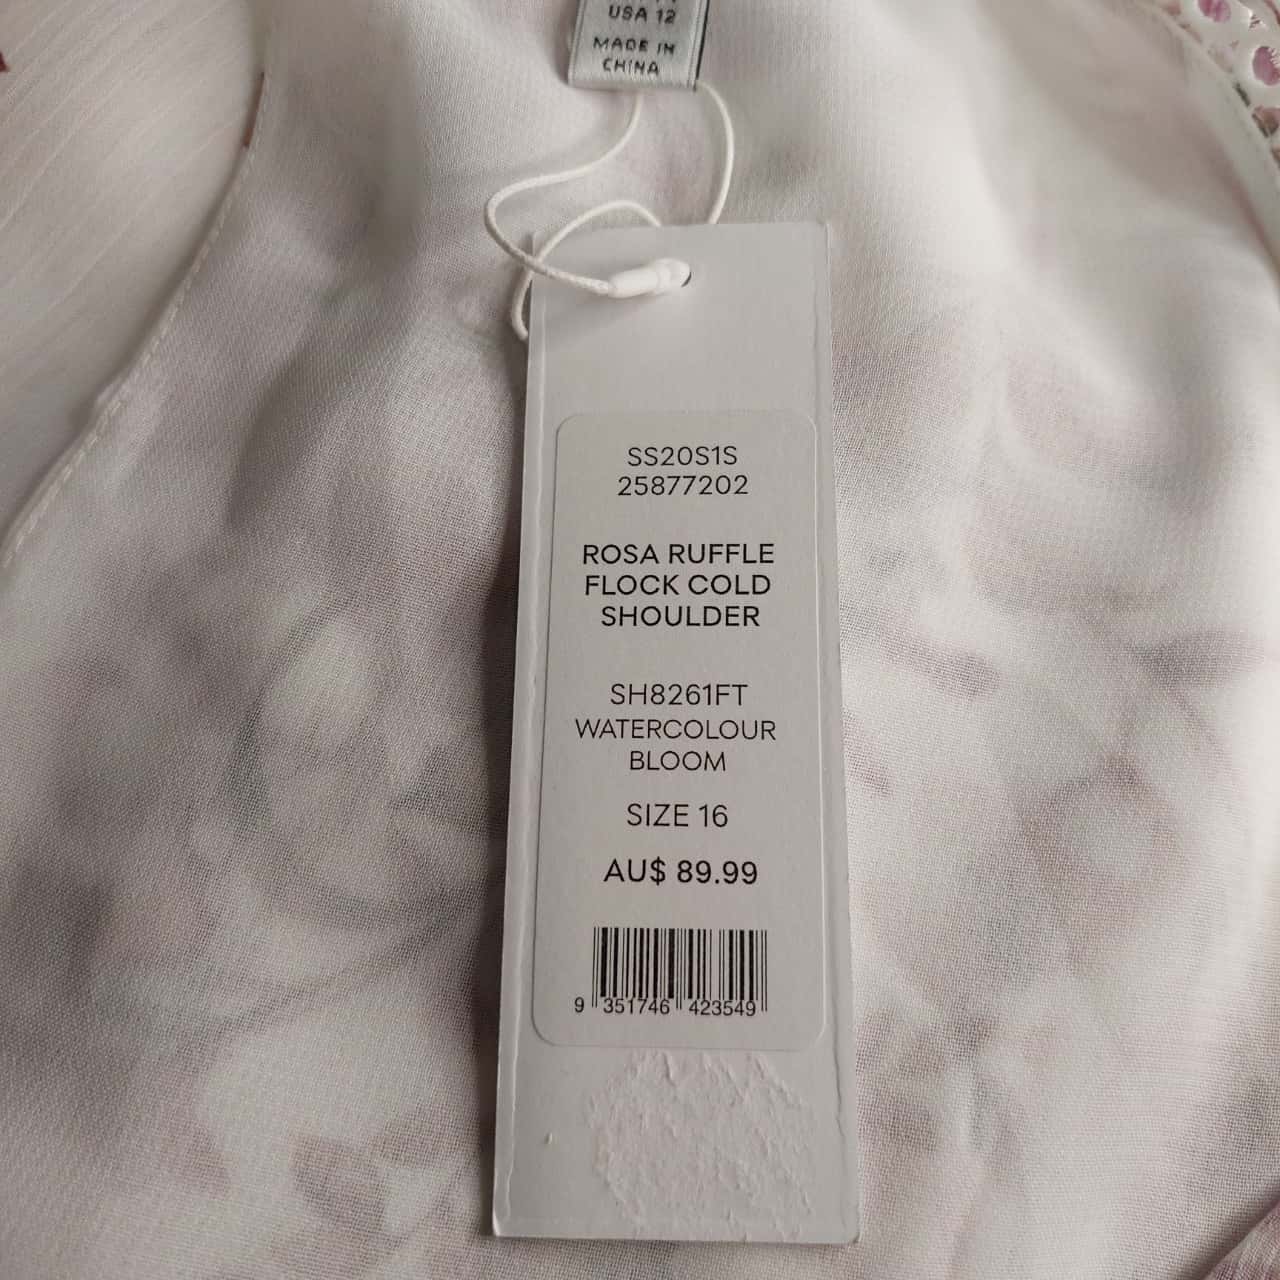 USA 12
MADE IN
CHINA
SS20S1S
25877202
ROSA RUFFLE
FLOCK COLD
SHOULDER
SH8261FT
WATERCOLOUR
BLOOM
SIZE 16
AU$ 89.99
9 351746 423549